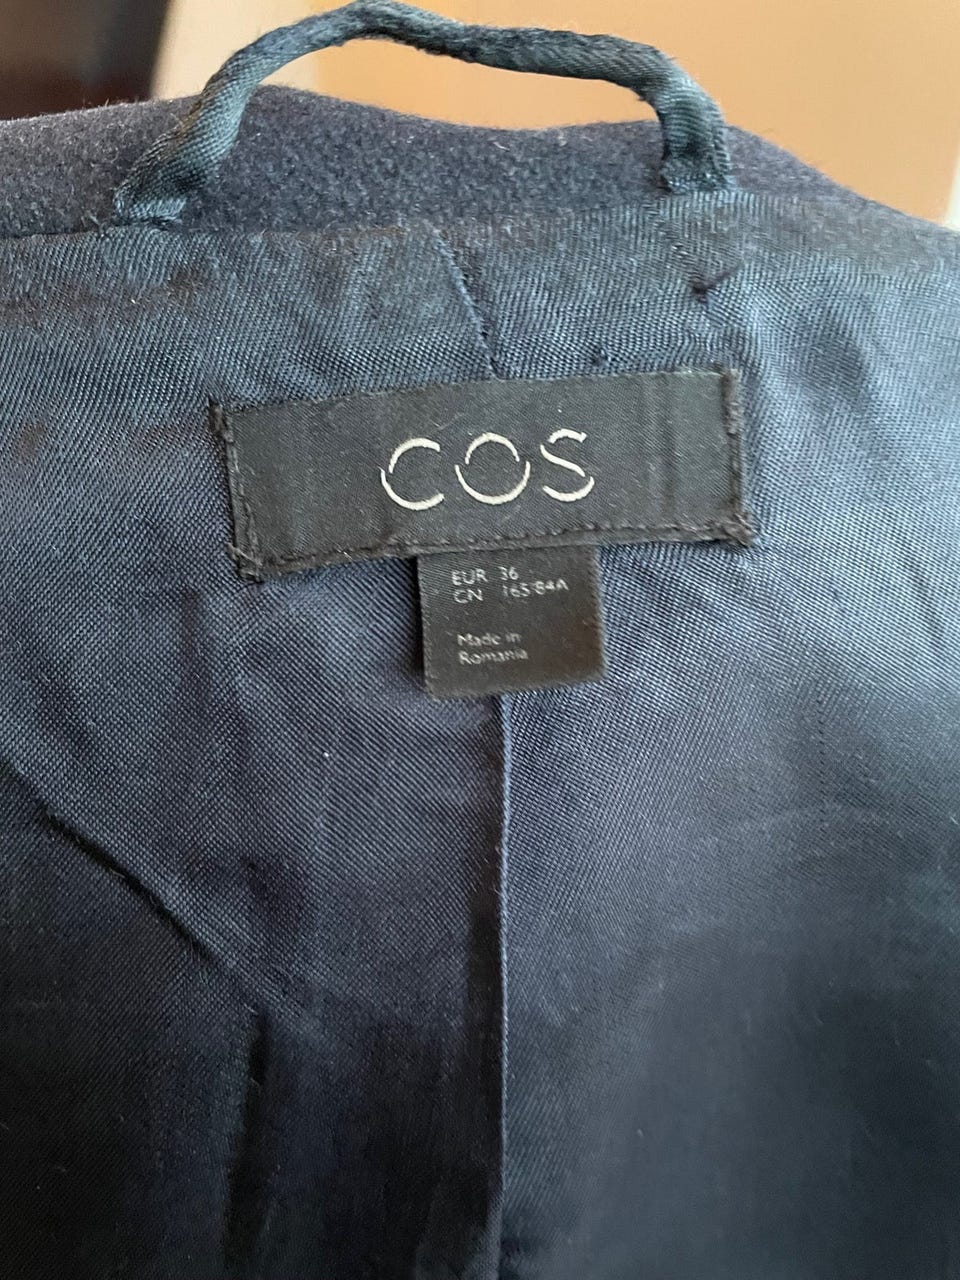 COS
EUR 36
CN 165/84A
Made in
Romania